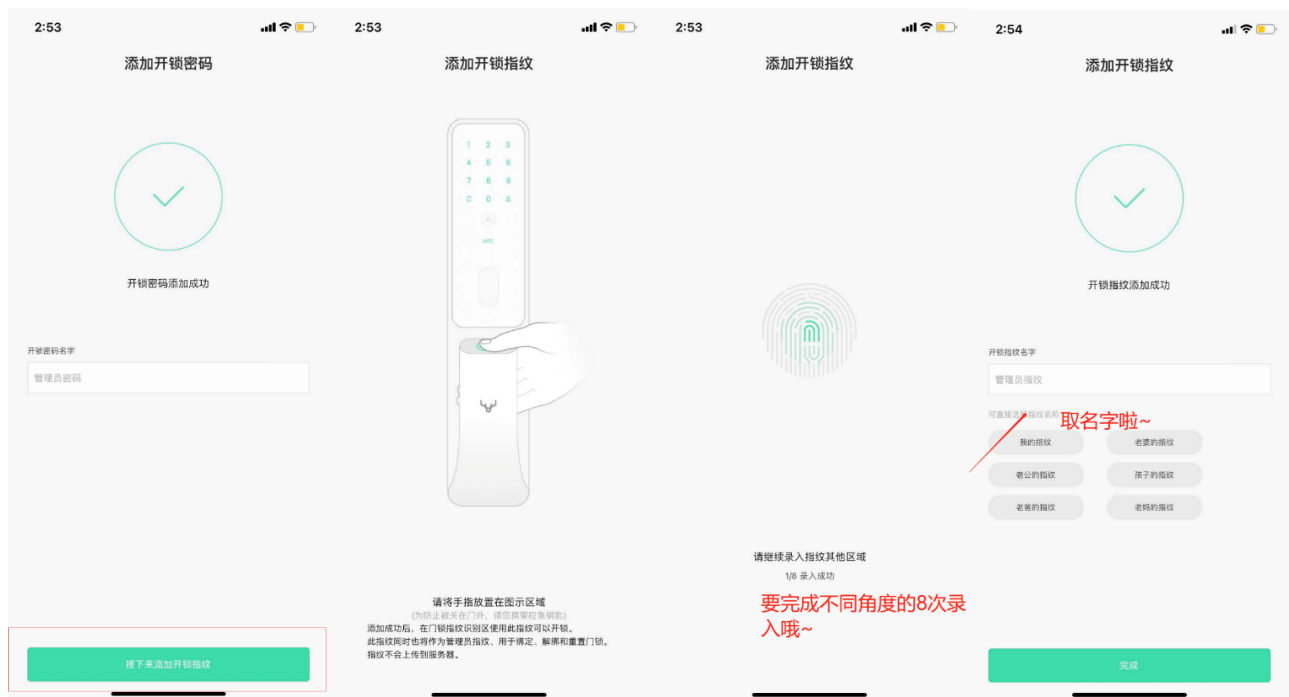 2:53
添加开锁密码
开锁密码添加成功
开锁密码名字
管理员密码
接下来添加开锁指纹
2:53
添加开锁指纹
1 2 3
4 5 6
7 8 9
请将手指放置在图示区域
(为防止被关在门外，请您携带应急钥匙)
添加成功后，在门锁指纹识别区使用此指纹可以开锁。
此指纹同时也将作为管理员指纹、用于绑定、解绑和重置门锁。
指纹不会上传到服务器。
2:53
添加开锁指纹
请继续录入指纹其他区域
1/8 录入成功
要完成不同角度的8次录
入哦~
2:54
添加开锁指纹
开锁指纹添加成功
开锁指纹名字
管理员指纹
可直接选择指纹名称
取名字啦~
我的指纹 老婆的指纹
老公的指纹 孩子的指纹
老爸的指纹 老妈的指纹
完成